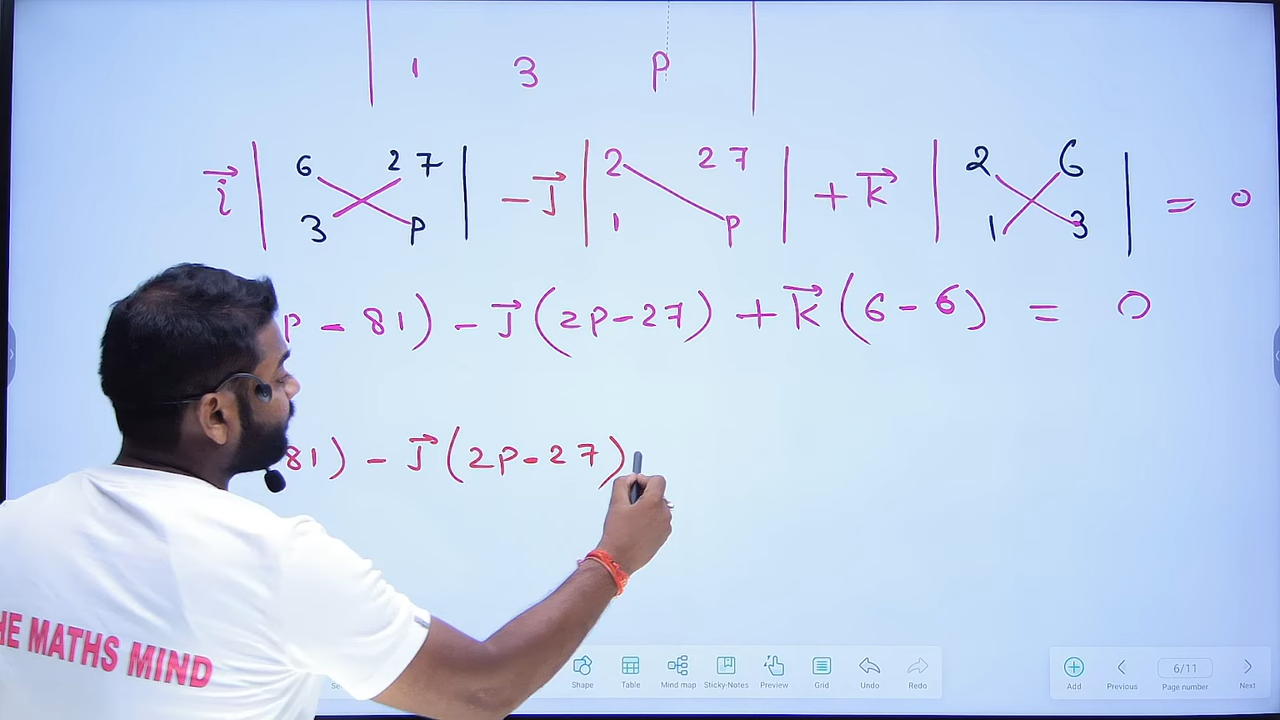 1 3 P
i⃗ | 6 27 | - J⃗ | 2 27 | + K⃗ | 2 6 | = 0
3 P 1 P 1 3
P - 81) - J⃗ (2P-27) + K⃗ (6-6) = 0
81) - J⃗ (2P-27)
HE MATHS MIND
Shape Table Mind map Sticky-Notes Preview Grid Undo Redo
Add Previous 6/11 Page number Next